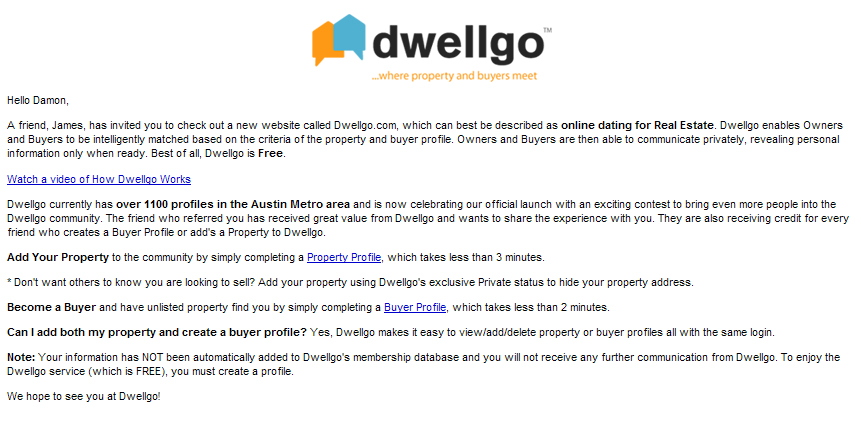 dwellgo™
...where property and buyers meet
Hello Damon,
A friend, James, has invited you to check out a new website called Dwellgo.com, which can best be described as online dating for Real Estate. Dwellgo enables Owners
and Buyers to be intelligently matched based on the criteria of the property and buyer profile. Owners and Buyers are then able to communicate privately, revealing personal
information only when ready. Best of all, Dwellgo is Free.
Watch a video of How Dwellgo Works
Dwellgo currently has over 1100 profiles in the Austin Metro area and is now celebrating our official launch with an exciting contest to bring even more people into the
Dwellgo community. The friend who referred you has received great value from Dwellgo and wants to share the experience with you. They are also receiving credit for every
friend who creates a Buyer Profile or add's a Property to Dwellgo.
Add Your Property to the community by simply completing a Property Profile, which takes less than 3 minutes.
* Don't want others to know you are looking to sell? Add your property using Dwellgo's exclusive Private status to hide your property address.
Become a Buyer and have unlisted property find you by simply completing a Buyer Profile, which takes less than 2 minutes.
Can I add both my property and create a buyer profile? Yes, Dwellgo makes it easy to view/add/delete property or buyer profiles all with the same login.
Note: Your information has NOT been automatically added to Dwellgo's membership database and you will not receive any further communication from Dwellgo. To enjoy the
Dwellgo service (which is FREE), you must create a profile.
We hope to see you at Dwellgo!